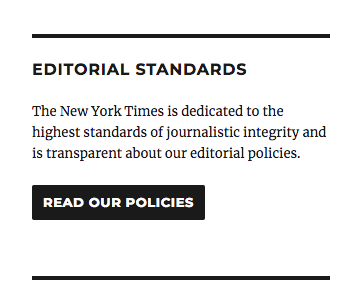 EDITORIAL STANDARDS
The New York Times is dedicated to the
highest standards of journalistic integrity and
is transparent about our editorial policies.
READ OUR POLICIES